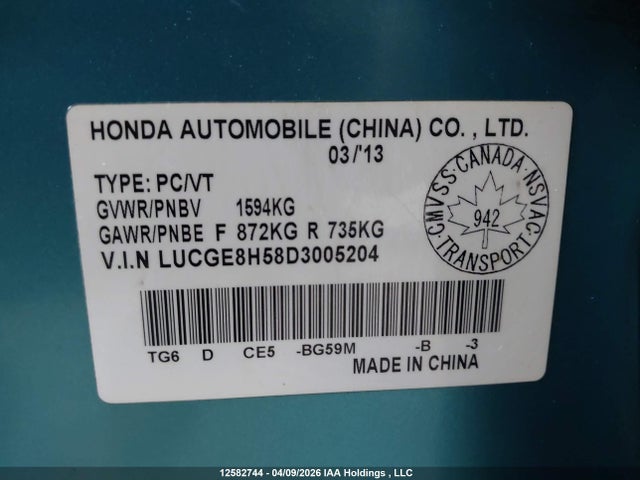 HONDA AUTOMOBILE (CHINA) CO. , LTD.
03/'13
TYPE: PC/VT
GVWR/PNBV 1594KG
GAWR/PNBE F 872KG R 735KG
V.I.N LUCGE8H58D3005204
CMVSS · CANADA · NSVAC
942
TRANSPORT
TG6 D CE5 -BG59M -B -3
MADE IN CHINA
12582744 - 04/09/2026 IAA Holdings , LLC